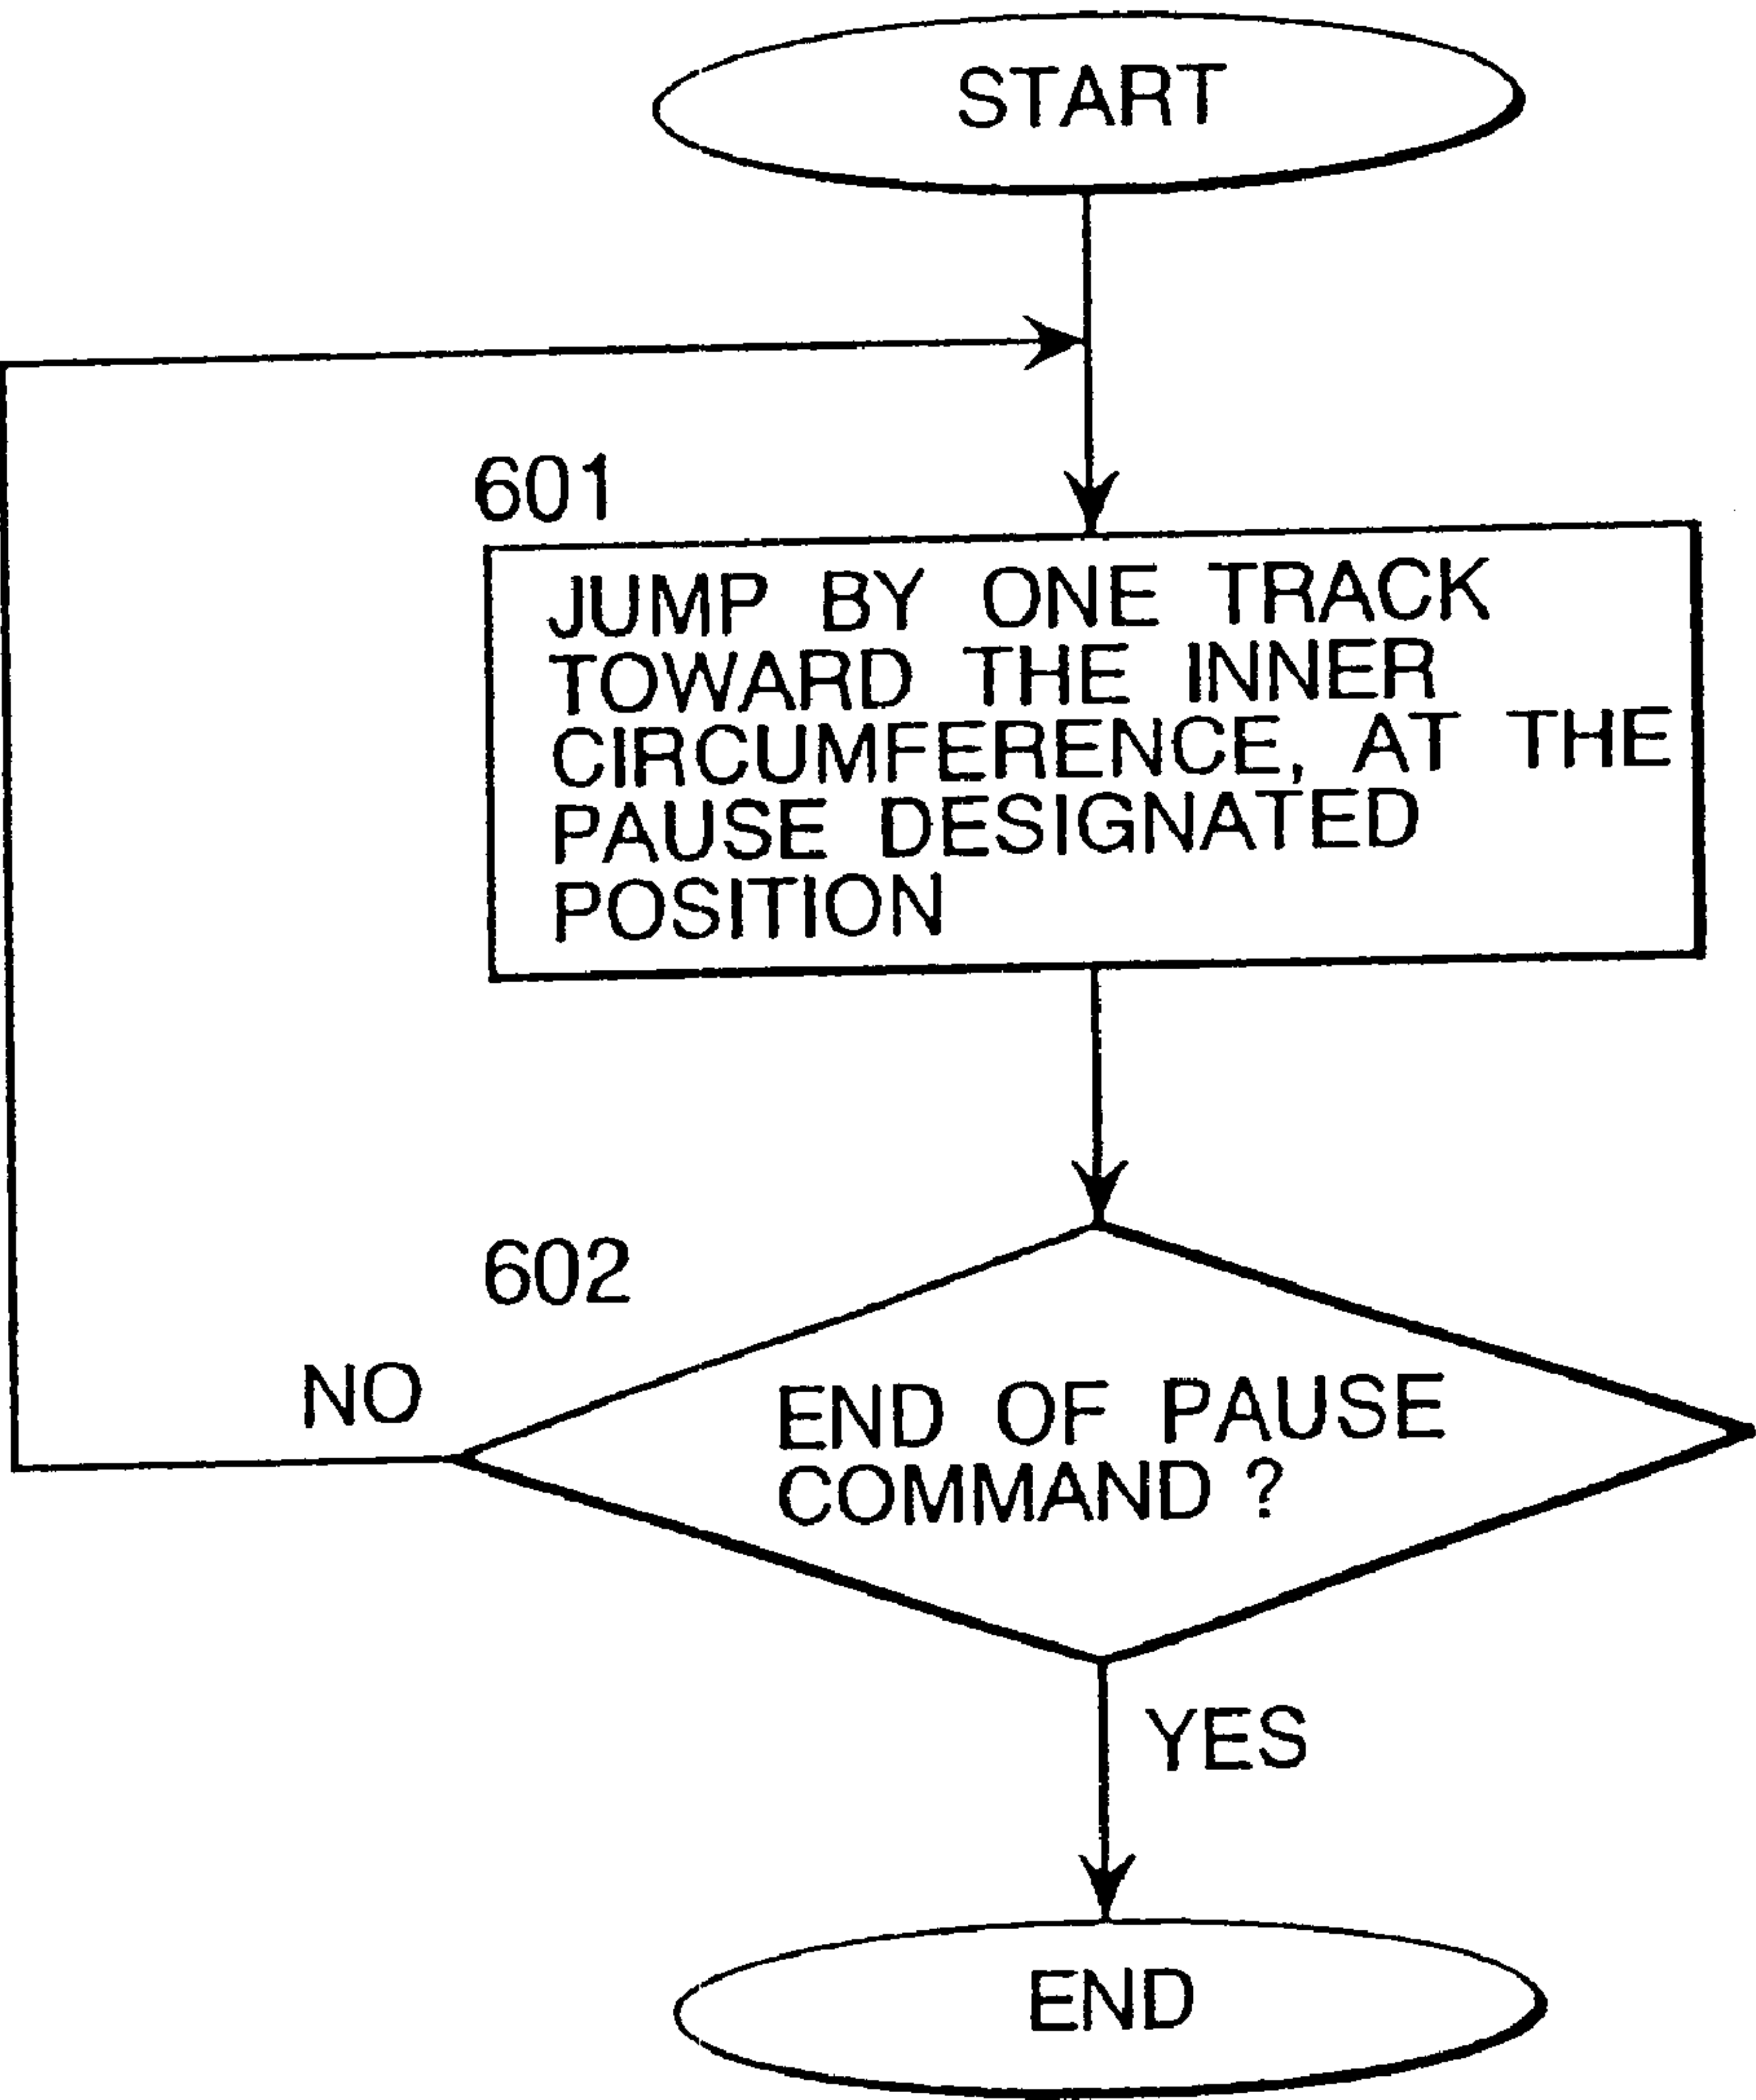 START
601
JUMP BY ONE TRACK
TOWARD THE INNER
CIRCUMFERENCE, AT THE
PAUSE DESIGNATED
POSITION
602
NO
END OF PAUSE
COMMAND ?
YES
END